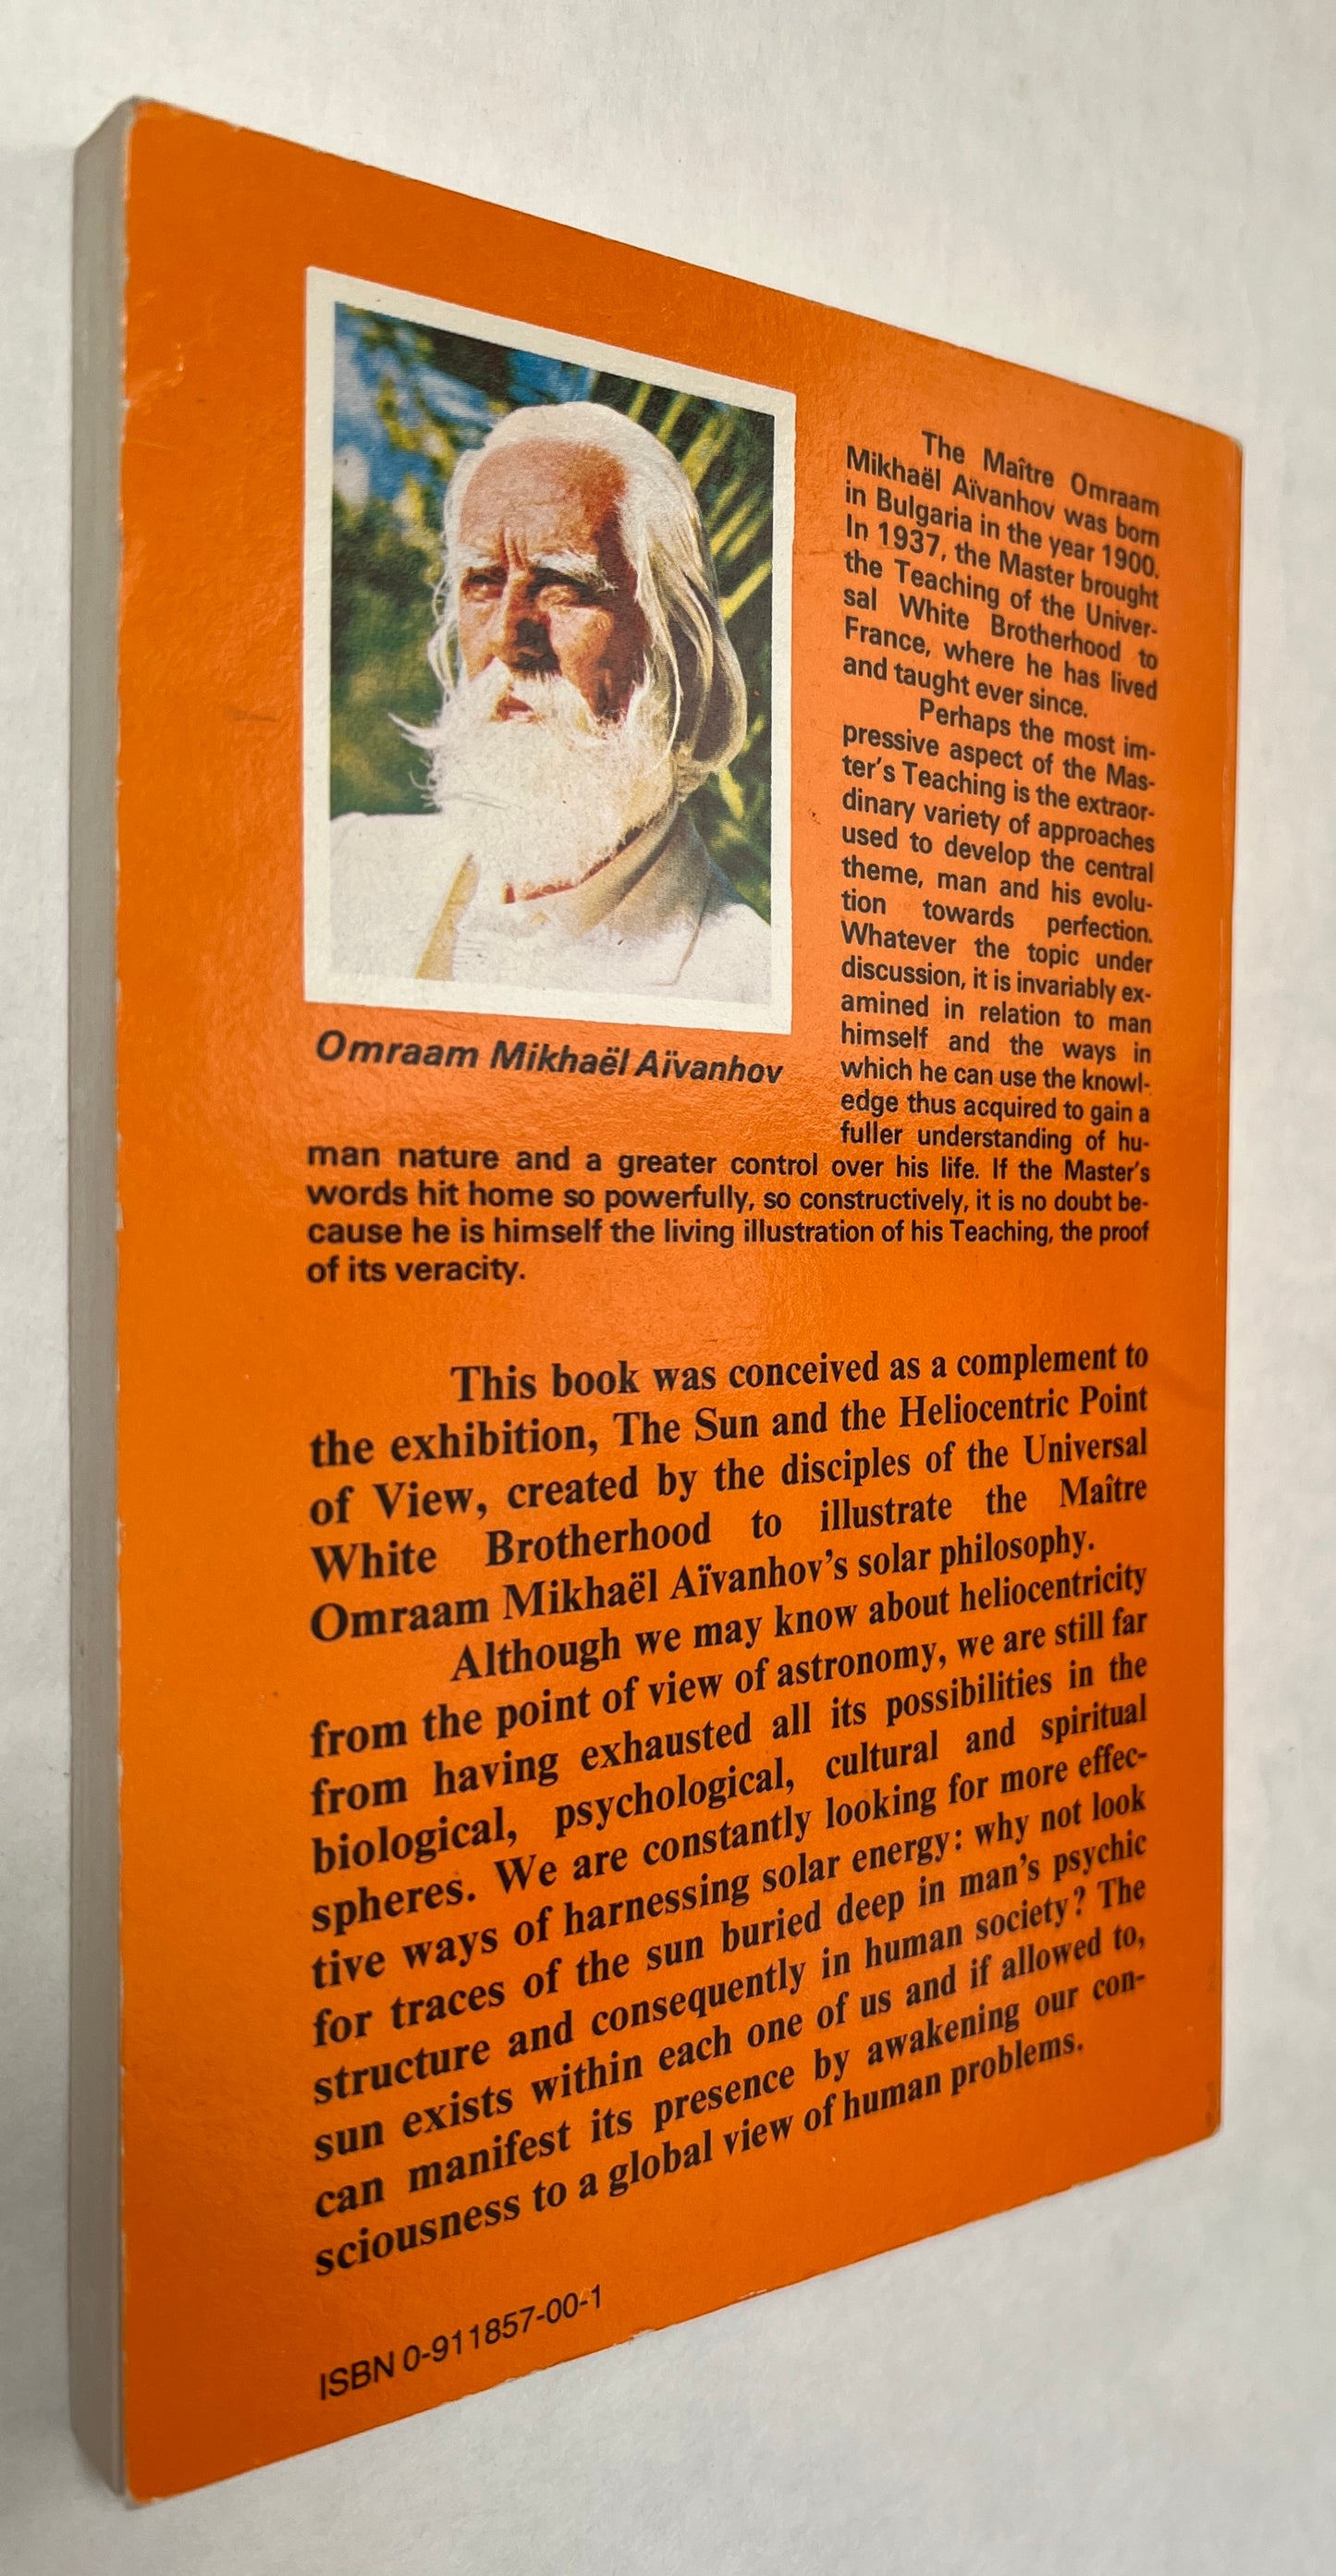 The Maître Omraam
Mikhaël Aïvanhov was born
in Bulgaria in the year 1900.
In 1937, the Master brought
the Teaching of the Univer-
sal White Brotherhood to
France, where he has lived
and taught ever since.
Perhaps the most im-
pressive aspect of the Mas-
ter's Teaching is the extraor-
dinary variety of approaches
used to develop the central
theme, man and his evolu-
tion towards perfection.
Whatever the topic under
discussion, it is invariably ex-
amined in relation to man
himself and the ways in
which he can use the knowl-
edge thus acquired to gain a
fuller understanding of hu-
man nature and a greater control over his life. If the Master's
words hit home so powerfully, so constructively, it is no doubt be-
cause he is himself the living illustration of his Teaching, the proof
of its veracity.
Omraam Mikhaël Aïvanhov
This book was conceived as a complement to
the exhibition, The Sun and the Heliocentric Point
of View, created by the disciples of the Universal
White Brotherhood to illustrate the Maître
Omraam Mikhaël Aïvanhov's solar philosophy.
Although we may know about heliocentricity
from the point of view of astronomy, we are still far
from having exhausted all its possibilities in the
biological, psychological, cultural and spiritual
spheres. We are constantly looking for more effec-
tive ways of harnessing solar energy: why not look
for traces of the sun buried deep in man's psychic
structure and consequently in human society? The
sun exists within each one of us and if allowed to,
can manifest its presence by awakening our con-
sciousness to a global view of human problems.
ISBN 0-911857-00-1